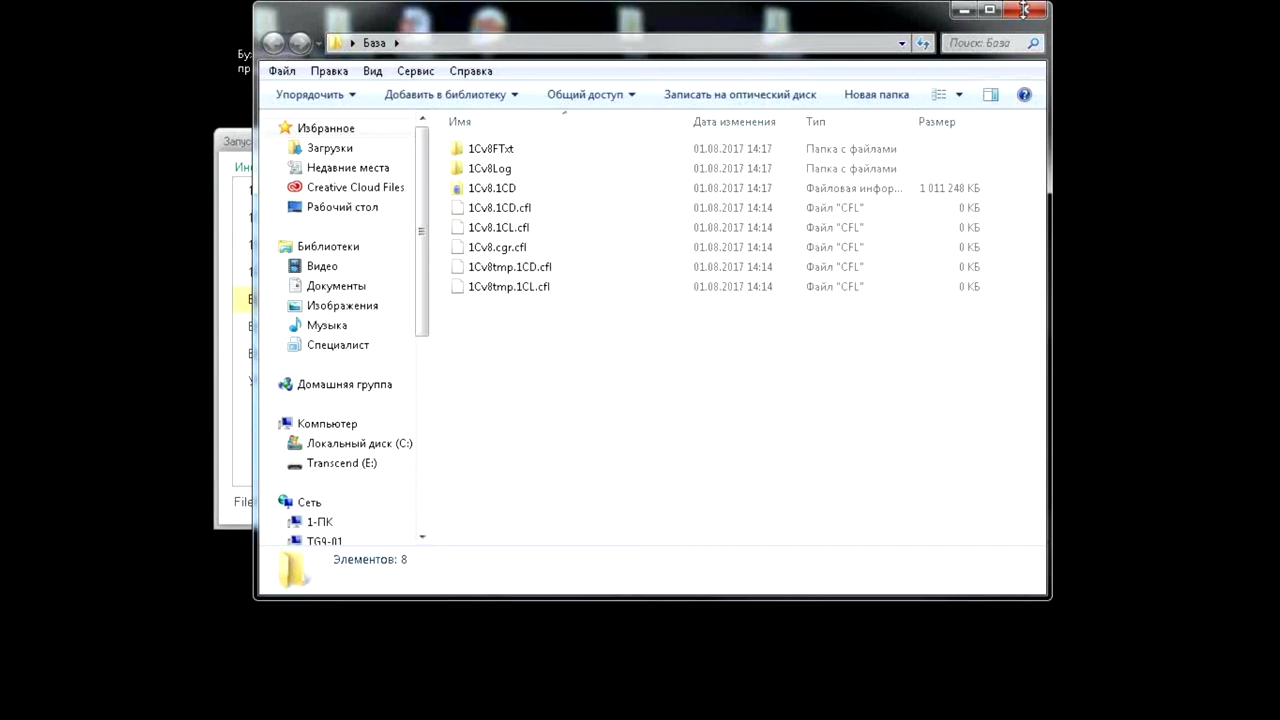 База
Поиск: База
Файл Правка Вид Сервис Справка
Упорядочить Добавить в библиотеку Общий доступ Записать на оптический диск Новая папка
Имя Дата изменения Тип Размер
1Cv8FTxt 01.08.2017 14:17 Папка с файлами
1Cv8Log 01.08.2017 14:17 Папка с файлами
1Cv8.1CD 01.08.2017 14:17 Файловая инфор... 1 011 248 КБ
1Cv8.1CD.cfl 01.08.2017 14:14 Файл "CFL" 0 КБ
1Cv8.1CL.cfl 01.08.2017 14:14 Файл "CFL" 0 КБ
1Cv8.cgr.cfl 01.08.2017 14:14 Файл "CFL" 0 КБ
1Cv8tmp.1CD.cfl 01.08.2017 14:14 Файл "CFL" 0 КБ
1Cv8tmp.1CL.cfl 01.08.2017 14:14 Файл "CFL" 0 КБ
Избранное
Загрузки
Недавние места
Creative Cloud Files
Рабочий стол
Библиотеки
Видео
Документы
Изображения
Музыка
Специалист
Домашняя группа
Компьютер
Локальный диск (C:)
Transcend (E:)
Сеть
1-ПК
TG9-01
Элементов: 8
Запус
File